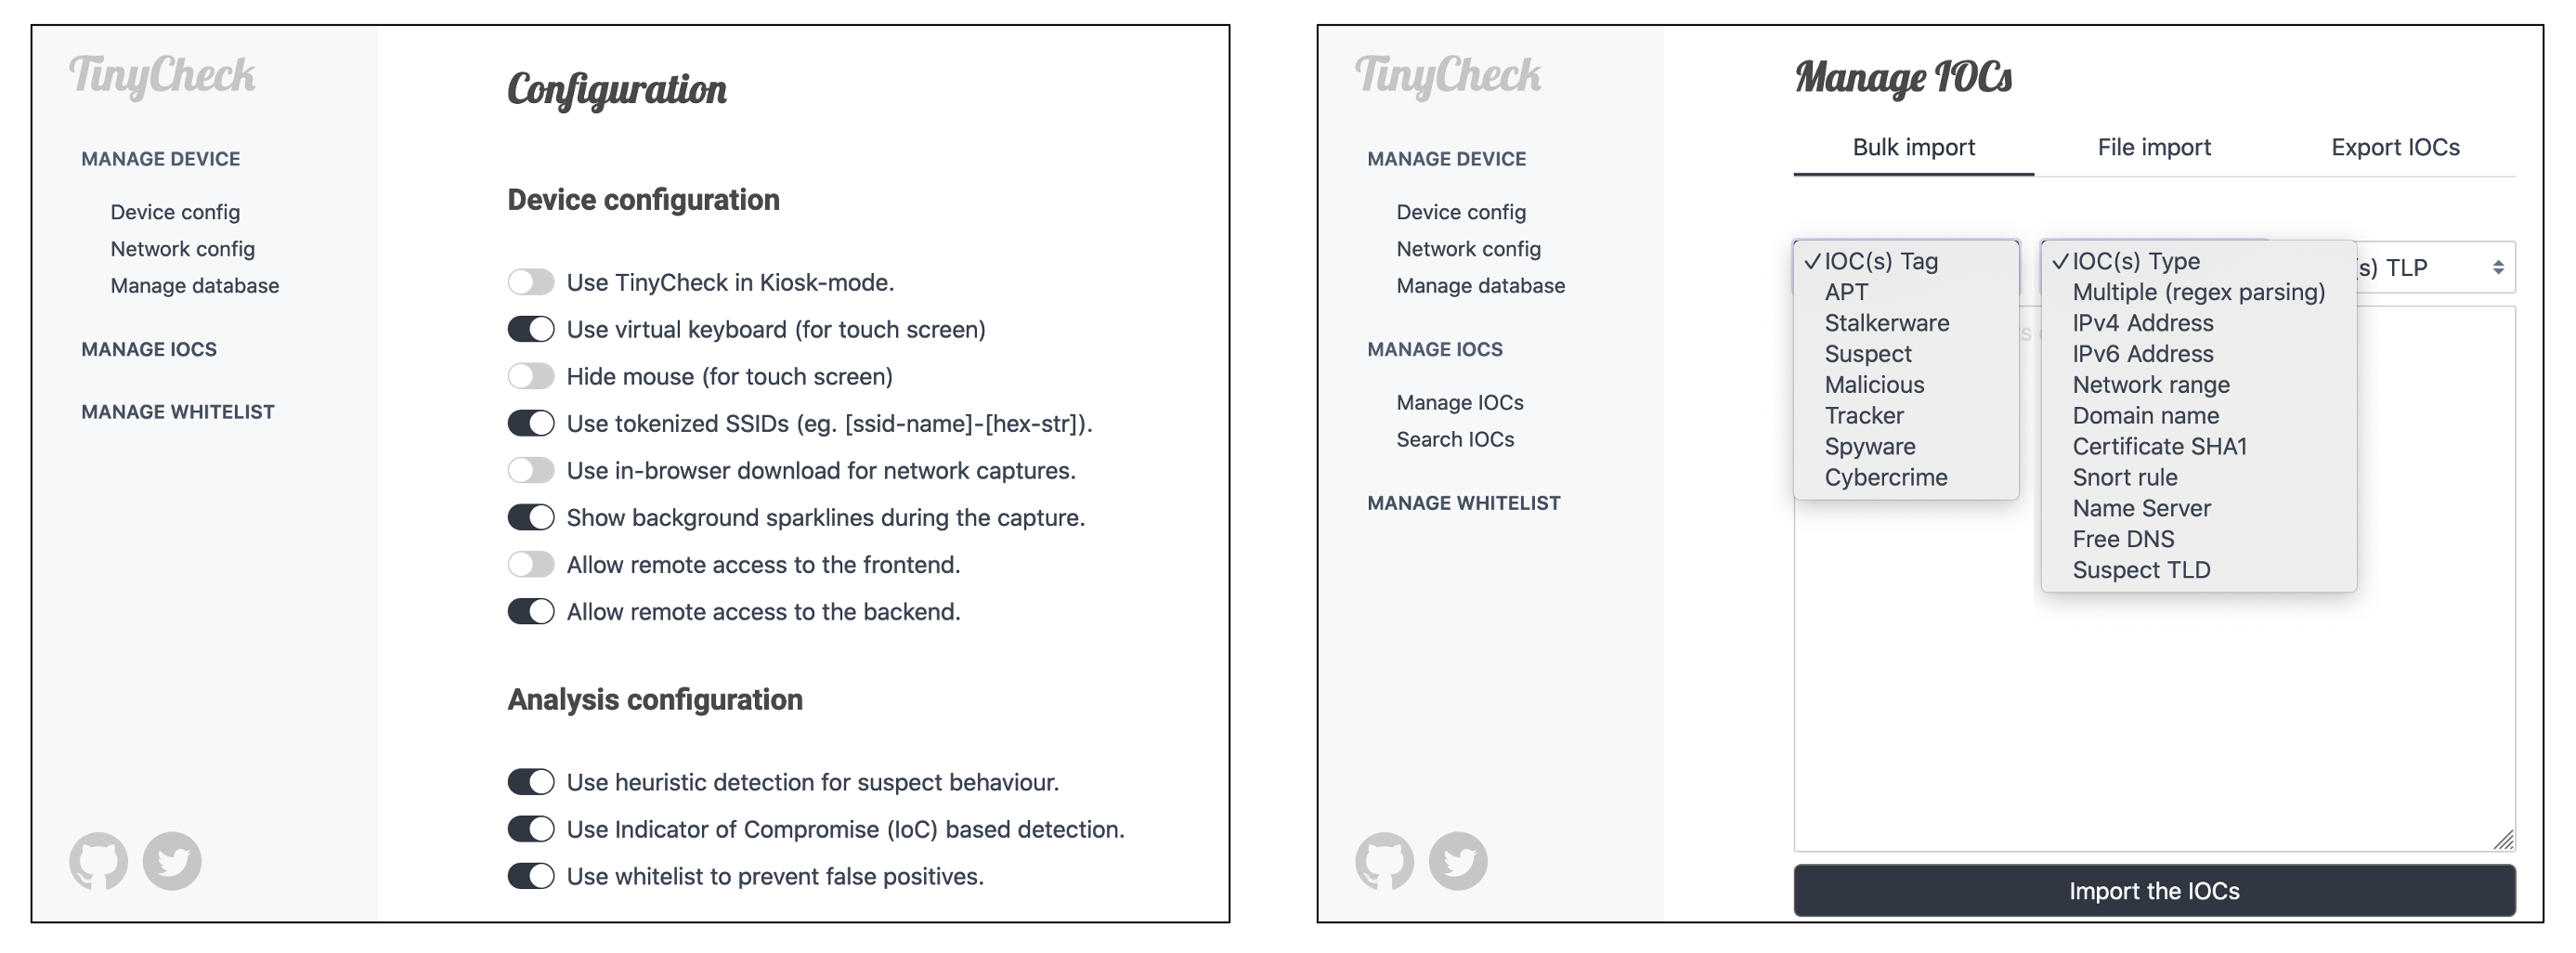 TinyCheck
MANAGE DEVICE
Device config
Network config
Manage database
MANAGE IOCS
MANAGE WHITELIST
Configuration
Device configuration
Use TinyCheck in Kiosk-mode.
Use virtual keyboard (for touch screen)
Hide mouse (for touch screen)
Use tokenized SSIDs (eg. [ssid-name]-[hex-str]).
Use in-browser download for network captures.
Show background sparklines during the capture.
Allow remote access to the frontend.
Allow remote access to the backend.
Analysis configuration
Use heuristic detection for suspect behaviour.
Use Indicator of Compromise (IoC) based detection.
Use whitelist to prevent false positives.
TinyCheck
MANAGE DEVICE
Device config
Network config
Manage database
MANAGE IOCS
Manage IOCs
Search IOCs
MANAGE WHITELIST
Manage IOCs
Bulk import File import Export IOCs
✓IOC(s) Tag
APT
Stalkerware
Suspect
Malicious
Tracker
Spyware
Cybercrime
✓IOC(s) Type
Multiple (regex parsing)
IPv4 Address
IPv6 Address
Network range
Domain name
Certificate SHA1
Snort rule
Name Server
Free DNS
Suspect TLD
(s) TLP
Import the IOCs